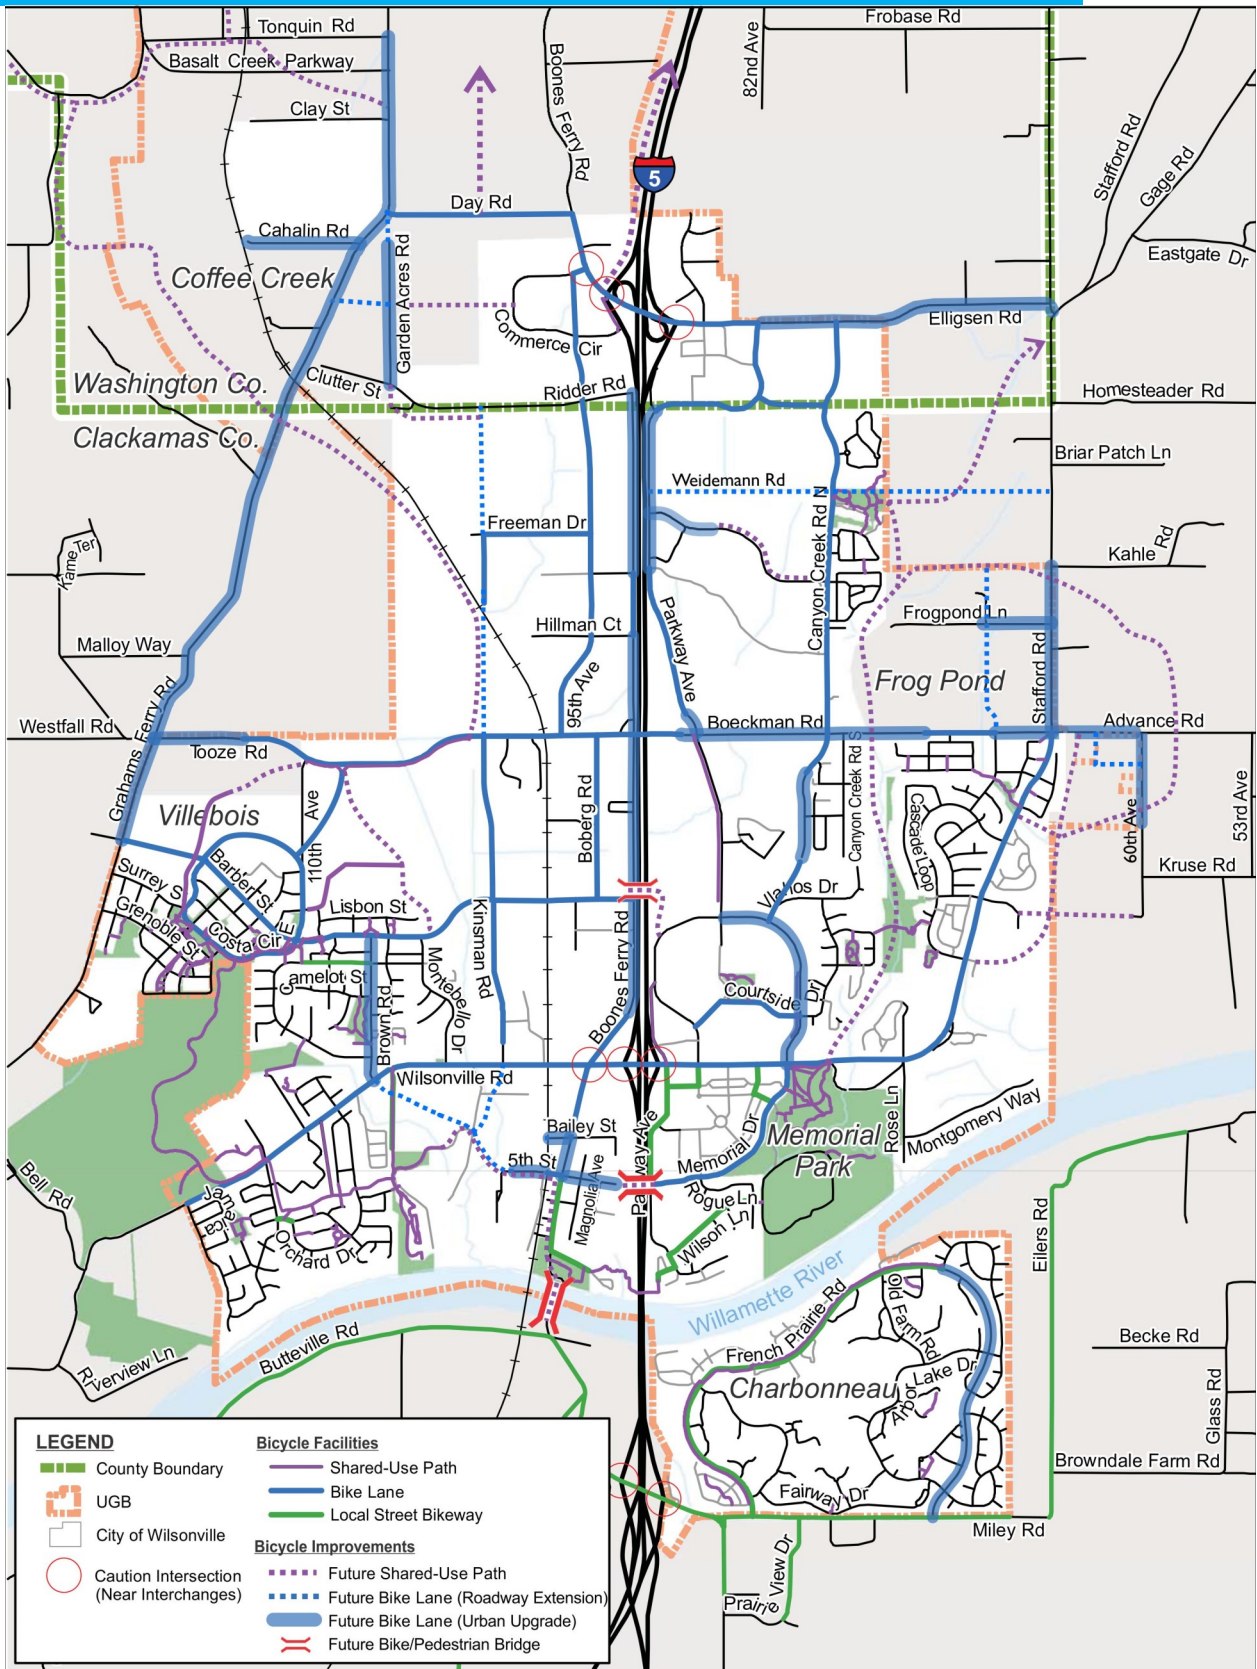 Tonquin Rd
Frobase Rd
Basalt Creek Parkway
Boones Ferry Rd
82nd Ave
Clay St
Stafford Rd
Gage Rd
5
Day Rd
Cahalin Rd
Eastgate Dr
Coffee Creek
Garden Acres Rd
Elligsen Rd
Commerce Cir
Washington Co.
Clutter St
Ridder Rd
Homesteader Rd
Clackamas Co.
Briar Patch Ln
Weidemann Rd
Canyon Creek Rd N
Freeman Dr
Kame Ter
Kahle Rd
Parkway Ave
Frogpond Ln
Hillman Ct
Malloy Way
Stafford Rd
Frog Pond
95th Ave
Grahams Ferry Rd
Westfall Rd
Boeckman Rd
Advance Rd
Tooze Rd
Canyon Creek Rd S
Villebois
110th Ave
Boberg Rd
Cascade Loop
60th Ave
53rd Ave
Surrey S
Barber St
Kruse Rd
Vlahos Dr
Grenoble St
Costa Cir E
Lisbon St
Kinsman Rd
Boones Ferry Rd
Camelot St
Montebello Dr
Courtside Dr
Brown Rd
Wilsonville Rd
Rose Ln
Montgomery Way
Bailey St
Parkway Ave
Memorial Dr
Memorial
Park
5th St
Magnolia Ave
Bell Rd
Jamaica
Rogue Ln
Wilson Ln
Orchard Dr
Eilers Rd
Willamette River
Butteville Rd
French Prairie Rd
Old Farm Rd
Becke Rd
Riverview Ln
Arbor Lake Dr
Charbonneau
Glass Rd
Browndale Farm Rd
Fairway Dr
Miley Rd
Prairie View Dr
LEGEND
County Boundary
UGB
City of Wilsonville
Caution Intersection
(Near Interchanges)
Bicycle Facilities
Shared-Use Path
Bike Lane
Local Street Bikeway
Bicycle Improvements
Future Shared-Use Path
Future Bike Lane (Roadway Extension)
Future Bike Lane (Urban Upgrade)
Future Bike/Pedestrian Bridge